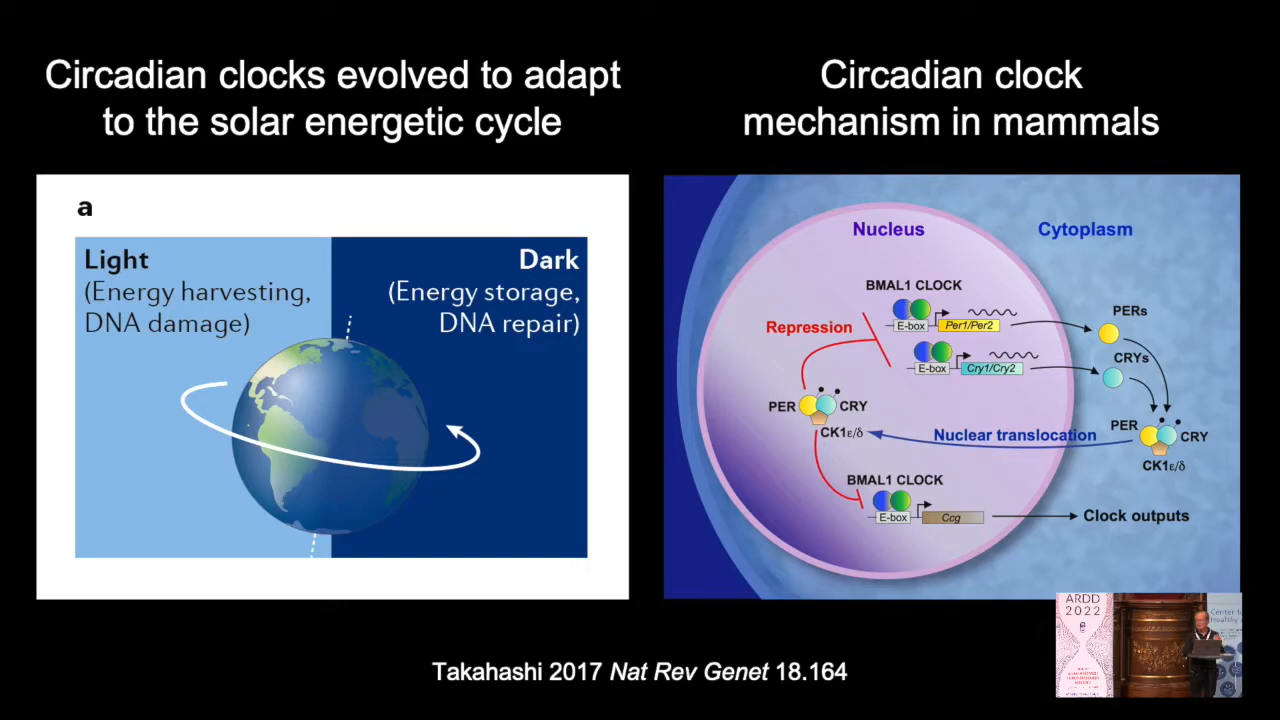 Circadian clocks evolved to adapt
to the solar energetic cycle
Circadian clock
mechanism in mammals
a
Light
(Energy harvesting,
DNA damage)
Dark
(Energy storage,
DNA repair)
Nucleus
Cytoplasm
BMAL1 CLOCK
E-box
Per1/Per2
Repression
PERs
E-box
Cry1/Cry2
CRYs
PER
CRY
CK1ε/δ
Nuclear translocation
PER
CRY
CK1ε/δ
BMAL1 CLOCK
E-box
Ccg
Clock outputs
ARDD
2022
Takahashi 2017 Nat Rev Genet 18.164